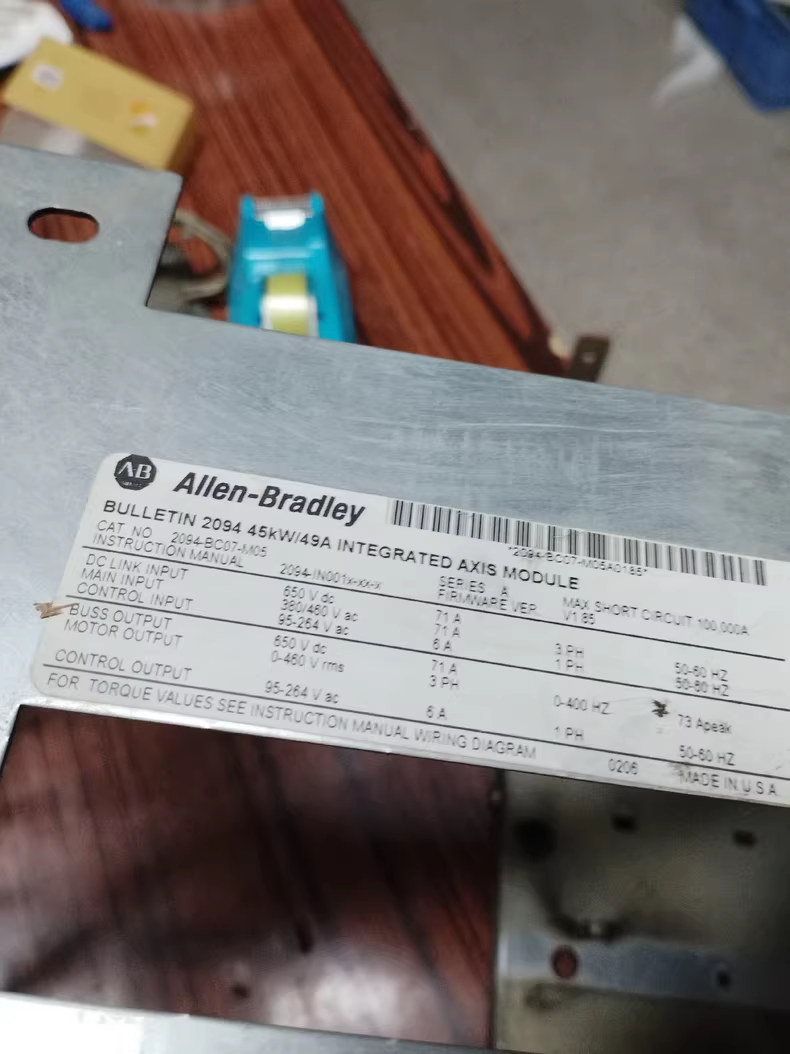 AB
Allen-Bradley
*2094-BC07-M05A0185*
BULLETIN 2094 45kW/49A INTEGRATED AXIS MODULE
CAT NO 2094-BC07-M05 SERIES A MAX SHORT CIRCUIT 100,000A
INSTRUCTION MANUAL 2094-IN001x-xx-x FIRMWARE VER. V1.85
DC LINK INPUT 650 V dc 71 A
MAIN INPUT 380/460 V ac 71 A 3 PH 50-60 HZ
CONTROL INPUT 95-264 V ac 6 A 1 PH 50-60 HZ
BUSS OUTPUT 650 V dc 71 A
MOTOR OUTPUT 0-460 V rms 3 PH 0-400 HZ 73 Apeak
CONTROL OUTPUT 95-264 V ac 6 A 1 PH 50-60 HZ
FOR TORQUE VALUES SEE INSTRUCTION MANUAL WIRING DIAGRAM 0206 MADE IN U.S.A.